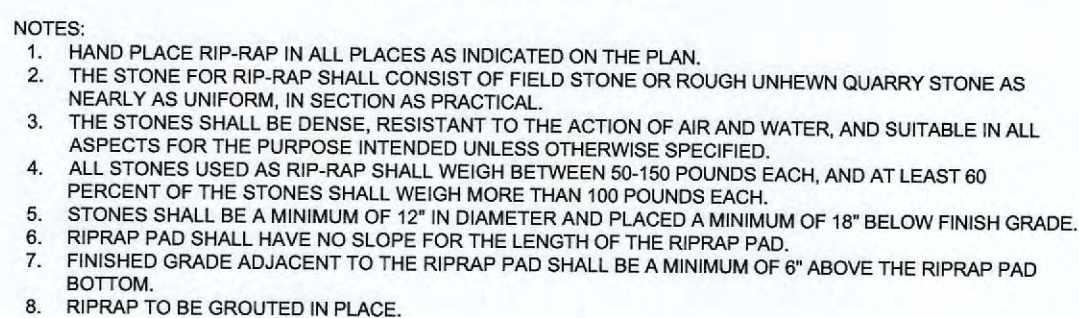 NOTES:
1. HAND PLACE RIP-RAP IN ALL PLACES AS INDICATED ON THE PLAN.
2. THE STONE FOR RIP-RAP SHALL CONSIST OF FIELD STONE OR ROUGH UNHEWN QUARRY STONE AS
NEARLY AS UNIFORM, IN SECTION AS PRACTICAL.
3. THE STONES SHALL BE DENSE, RESISTANT TO THE ACTION OF AIR AND WATER, AND SUITABLE IN ALL
ASPECTS FOR THE PURPOSE INTENDED UNLESS OTHERWISE SPECIFIED.
4. ALL STONES USED AS RIP-RAP SHALL WEIGH BETWEEN 50-150 POUNDS EACH, AND AT LEAST 60
PERCENT OF THE STONES SHALL WEIGH MORE THAN 100 POUNDS EACH.
5. STONES SHALL BE A MINIMUM OF 12" IN DIAMETER AND PLACED A MINIMUM OF 18" BELOW FINISH GRADE.
6. RIPRAP PAD SHALL HAVE NO SLOPE FOR THE LENGTH OF THE RIPRAP PAD.
7. FINISHED GRADE ADJACENT TO THE RIPRAP PAD SHALL BE A MINIMUM OF 6" ABOVE THE RIPRAP PAD
BOTTOM.
8. RIPRAP TO BE GROUTED IN PLACE.